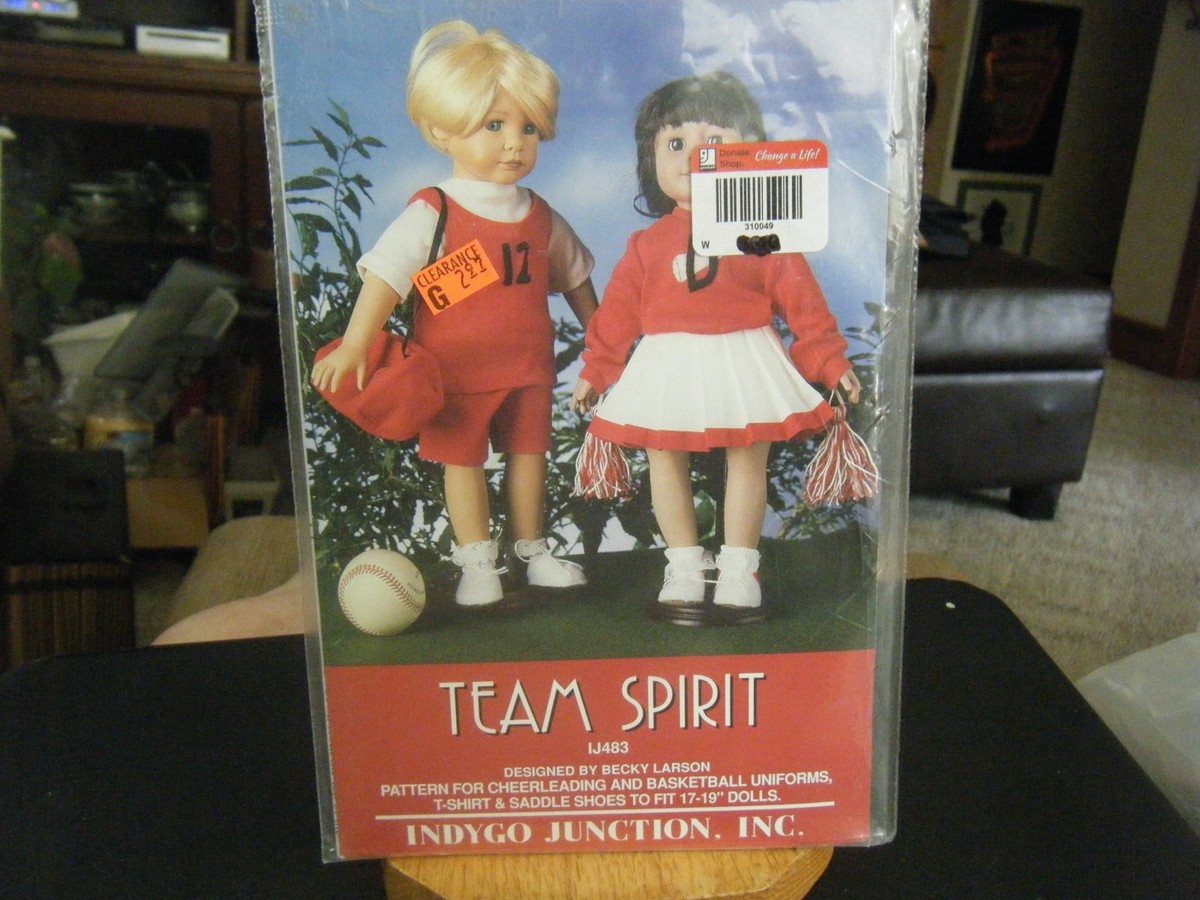 Donate. Change a Life!
Shop.
310049
W
CLEARANCE
G 2.21
12
TEAM SPIRIT
IJ483
DESIGNED BY BECKY LARSON
PATTERN FOR CHEERLEADING AND BASKETBALL UNIFORMS,
T-SHIRT & SADDLE SHOES TO FIT 17-19" DOLLS.
INDYGO JUNCTION, INC.